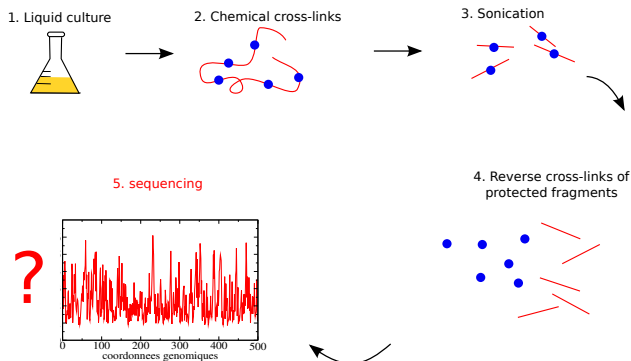 1. Liquid culture
2. Chemical cross-links
3. Sonication
4. Reverse cross-links of
protected fragments
5. sequencing
?
0 100 200 300 400 500
coordonnees genomiques